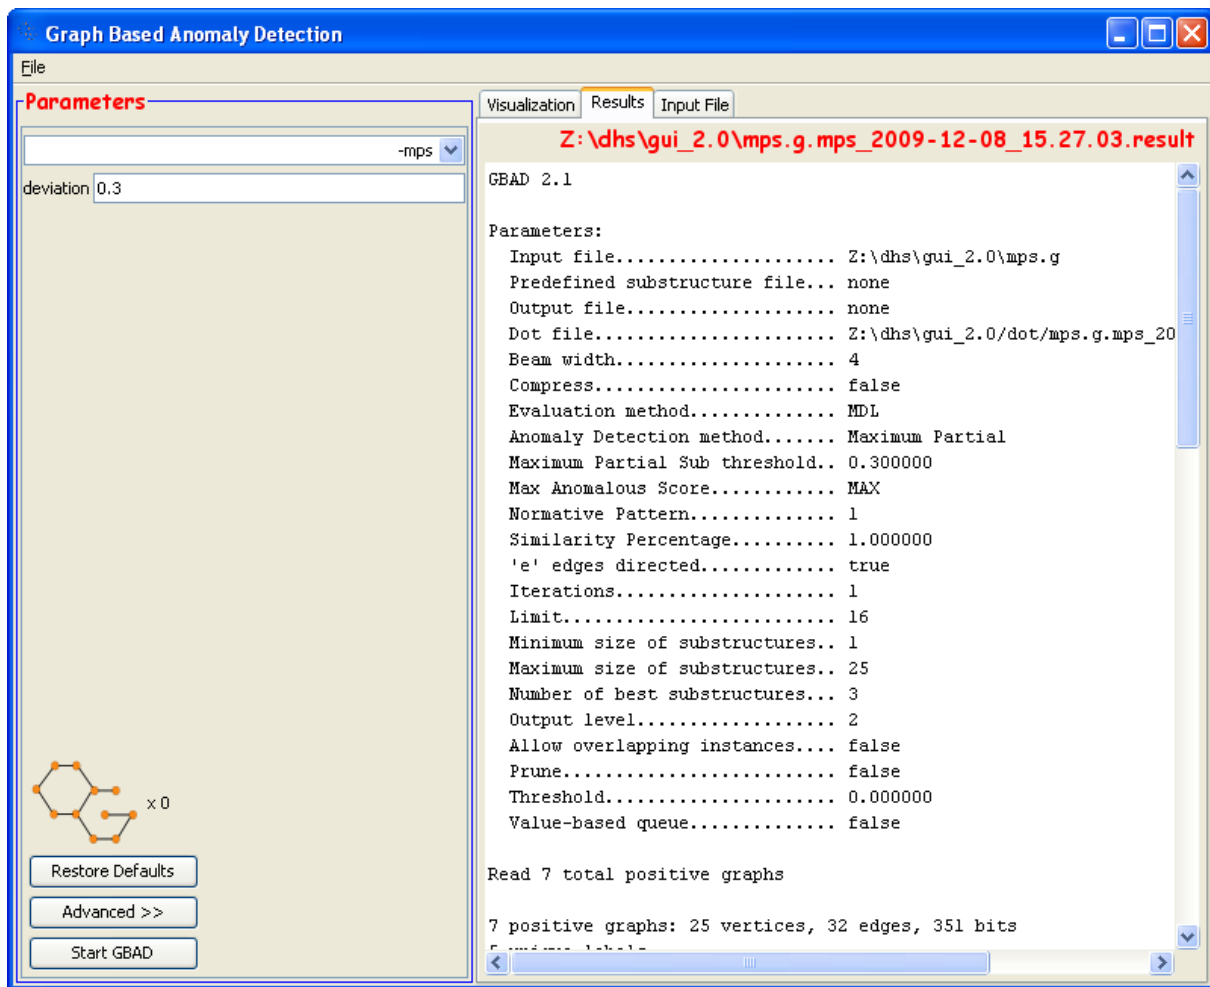 Graph Based Anomaly Detection
File
Parameters
-mps
deviation 0.3
x 0
Restore Defaults
Advanced >>
Start GBAD
Visualization Results Input File
Z:\dhs\gui_2.0\mps.g.mps_2009-12-08_15.27.03.result
GBAD 2.1
Parameters:
Input file..................... Z:\dhs\gui_2.0\mps.g
Predefined substructure file... none
Output file.................... none
Dot file....................... Z:\dhs\gui_2.0/dot/mps.g.mps_20
Beam width..................... 4
Compress....................... false
Evaluation method.............. MDL
Anomaly Detection method....... Maximum Partial
Maximum Partial Sub threshold.. 0.300000
Max Anomalous Score............ MAX
Normative Pattern.............. 1
Similarity Percentage.......... 1.000000
'e' edges directed............. true
Iterations..................... 1
Limit.......................... 16
Minimum size of substructures.. 1
Maximum size of substructures.. 25
Number of best substructures... 3
Output level................... 2
Allow overlapping instances.... false
Prune.......................... false
Threshold...................... 0.000000
Value-based queue.............. false
Read 7 total positive graphs
7 positive graphs: 25 vertices, 32 edges, 351 bits